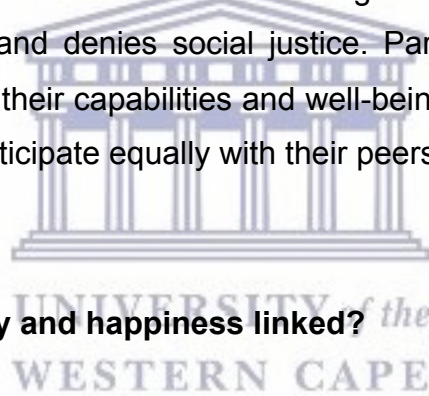 and denies social justice. Par
their capabilities and well-bein
ticipate equally with their peers
y and happiness linked?
UNIVERSITY of the
WESTERN CAPE